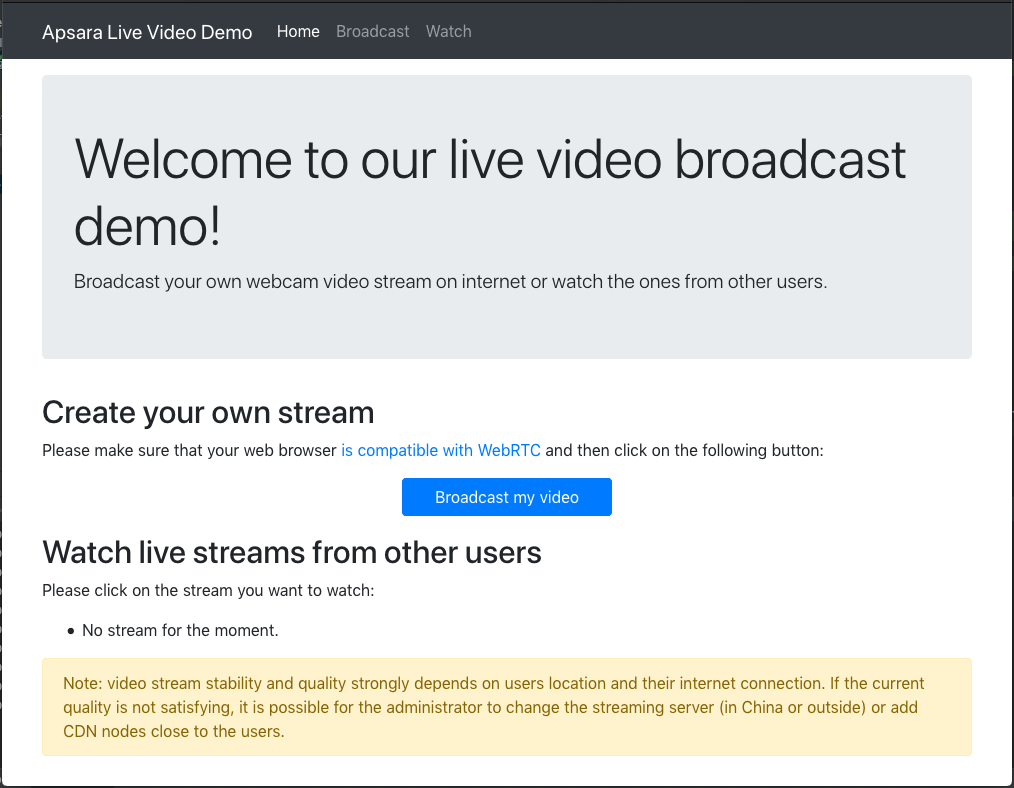 Apsara Live Video Demo Home Broadcast Watch
Welcome to our live video broadcast
demo!
Broadcast your own webcam video stream on internet or watch the ones from other users.
Create your own stream
Please make sure that your web browser is compatible with WebRTC and then click on the following button:
Broadcast my video
Watch live streams from other users
Please click on the stream you want to watch:
• No stream for the moment.
Note: video stream stability and quality strongly depends on users location and their internet connection. If the current
quality is not satisfying, it is possible for the administrator to change the streaming server (in China or outside) or add
CDN nodes close to the users.